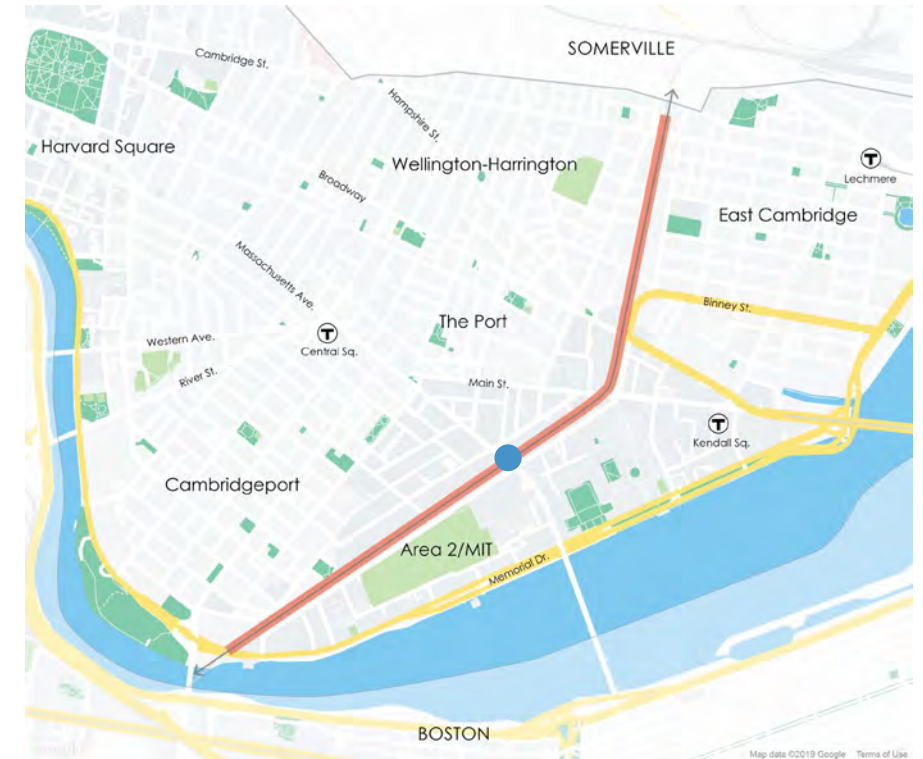 SOMERVILLE
Cambridge St.
Hampshire St.
Harvard Square
Wellington-Harrington
T
Lechmere
Broadway
East Cambridge
Massachusetts Ave.
Binney St.
The Port
T
Western Ave.
Central Sq.
River St.
Main St.
T
Kendall Sq.
Cambridgeport
Area 2/MIT
Memorial Dr.
BOSTON
Map data ©2019 Google Terms of Use